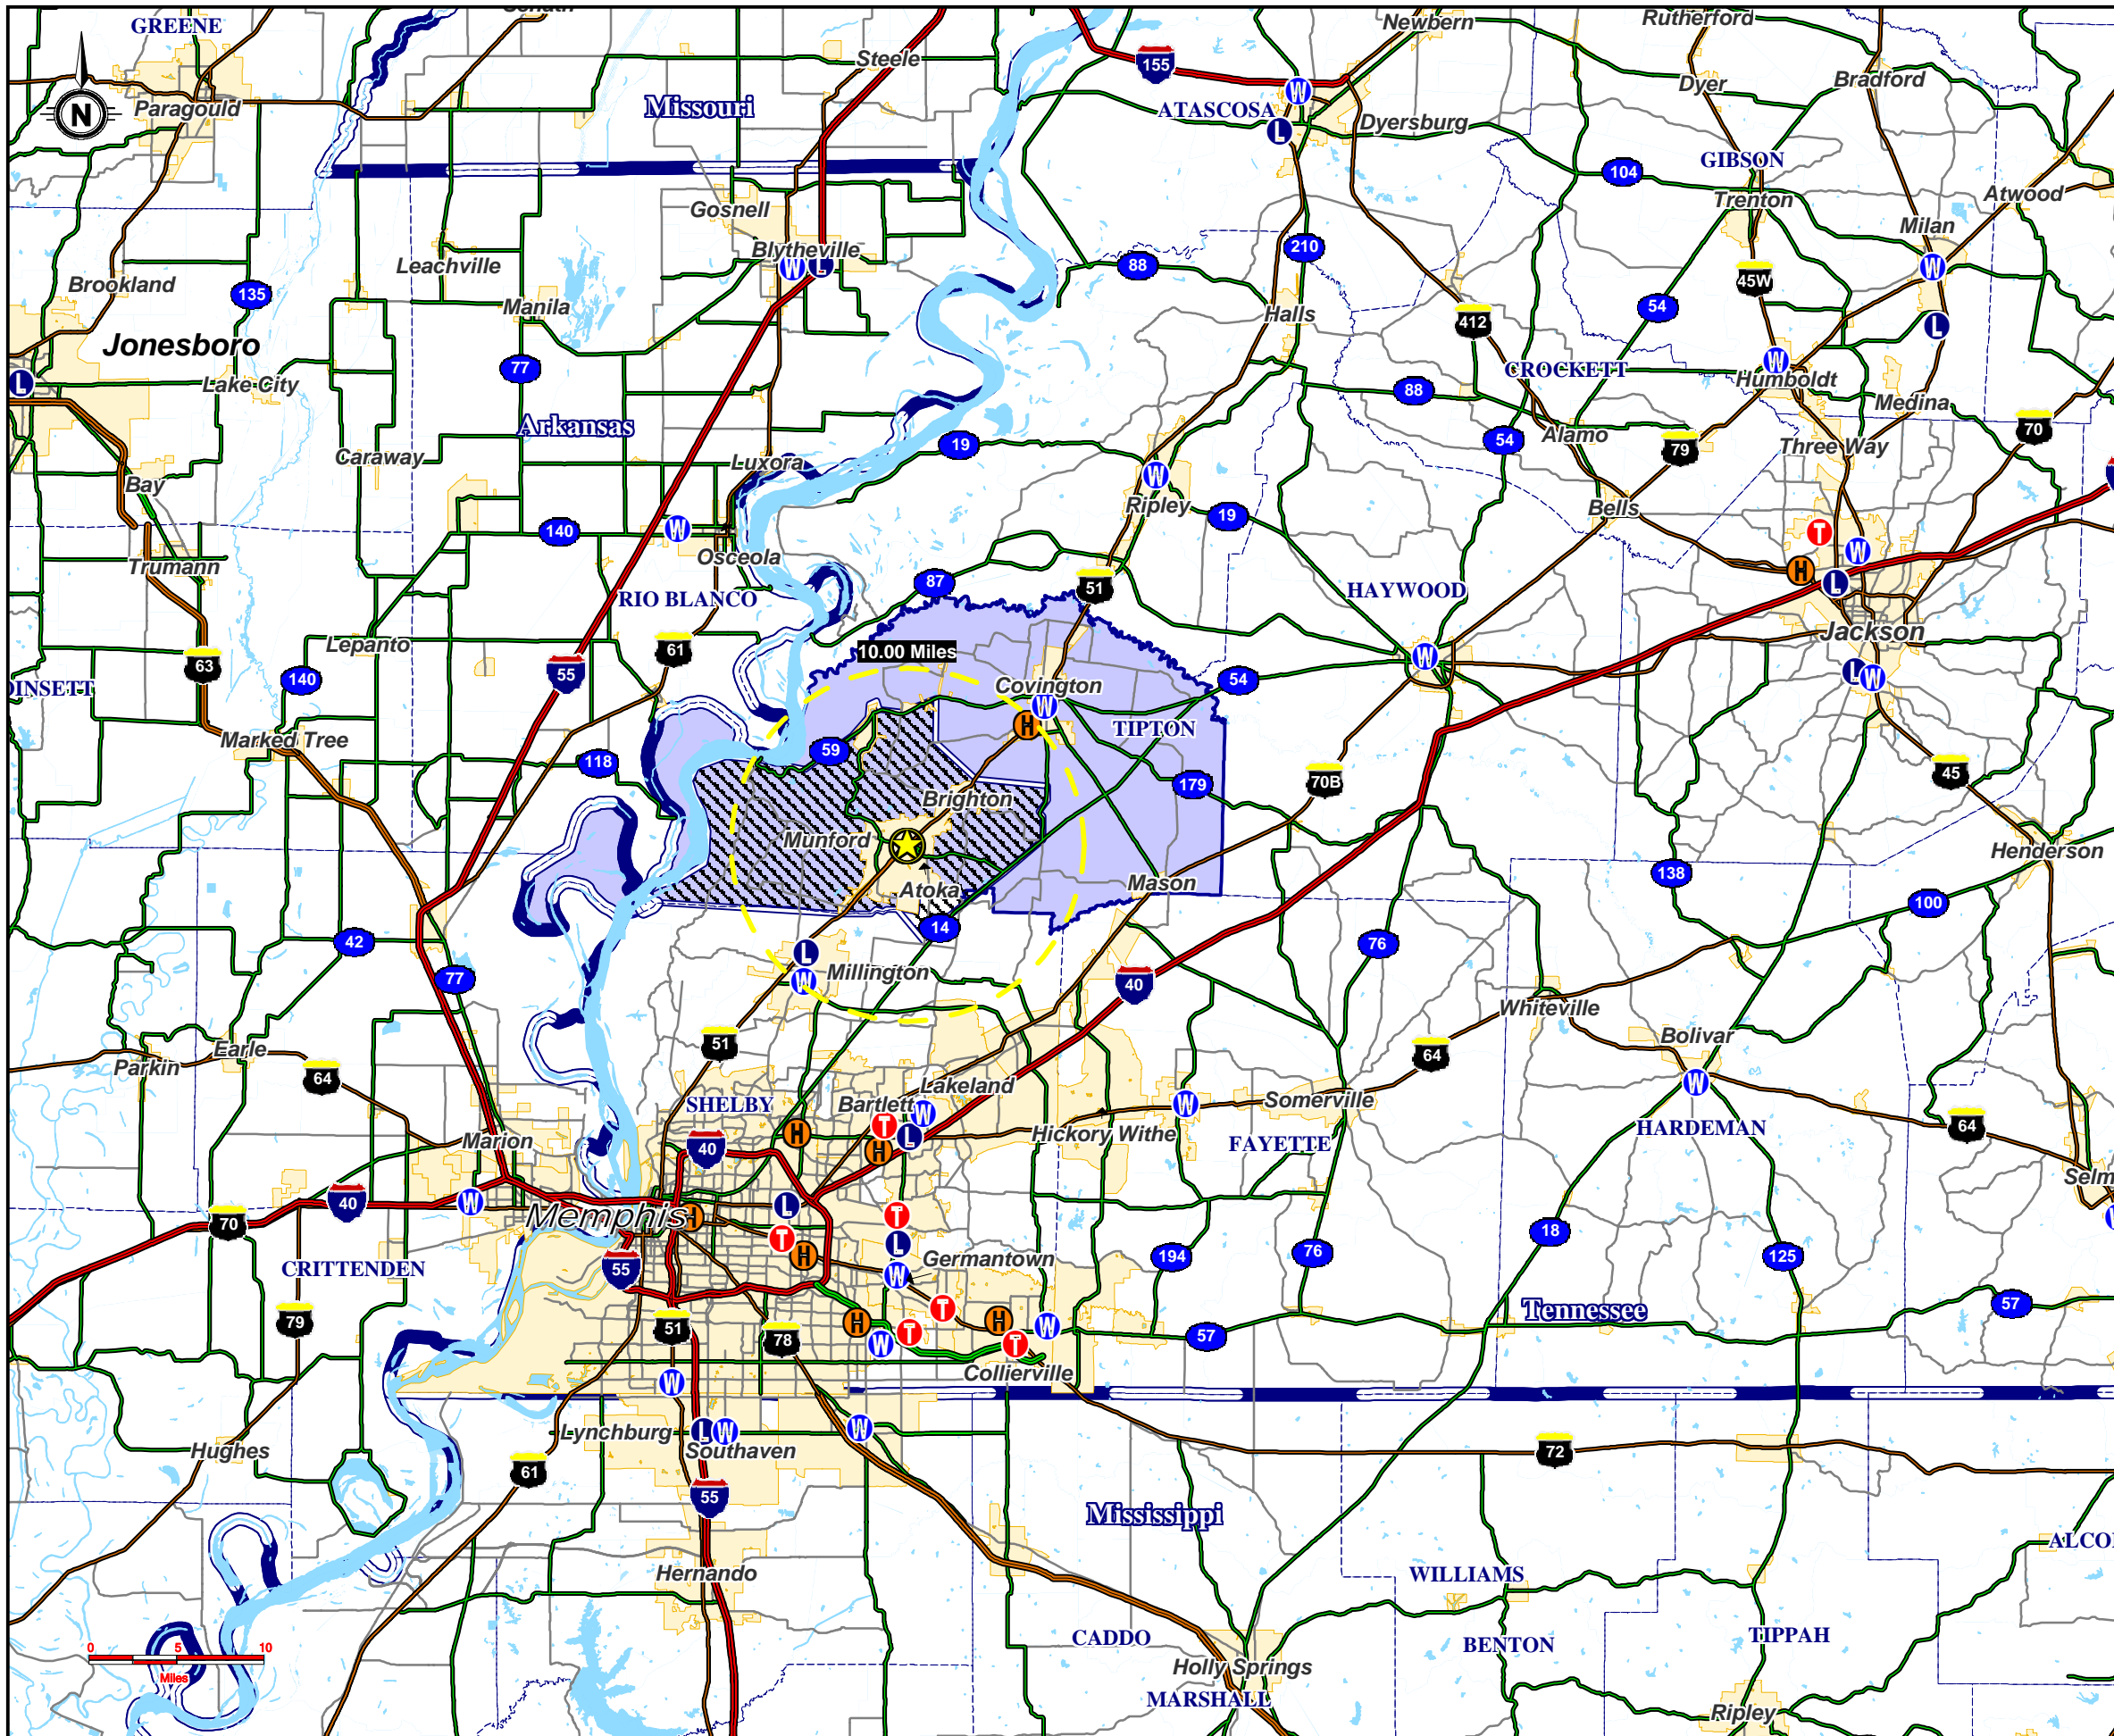 GREENE
Newbern
Rutherford
Steele
155
N
Paragould
Missouri
ATASCOSA
W
L
Dyersburg
Dyer
Bradford
GIBSON
104
Trenton
Atwood
Gosnell
Milan
Blytheville
W
L
210
88
W
45W
Leachville
Brookland
135
Manila
54
Halls
412
L
Jonesboro
77
CROCKETT
W
Humboldt
L
Lake City
88
Medina
Arkansas
19
54
Alamo
79
70
Three Way
Caraway
Luxora
W
Ripley
Bay
19
Bells
140
W
T
W
Osceola
Trumann
87
51
H
L
RIO BLANCO
HAYWOOD
Jackson
Lepanto
61
10.00 Miles
W
63
55
140
54
L
W
Covington
W
H
TIPTON
Marked Tree
59
118
179
70B
45
Brighton
Munford
Henderson
Atoka
Mason
138
14
100
42
76
L
Millington
W
77
40
Whiteville
51
Bolivar
Earle
Parkin
64
64
W
Lakeland
SHELBY
Bartlett
W
W
Somerville
T
H
L
H
Hickory Withe
FAYETTE
HARDEMAN
64
Marion
40
Selm
W
40
L
70
Memphis
H
T
T
L
H
18
CRITTENDEN
55
W
Germantown
194
76
125
T
Tennessee
57
79
51
78
H
T
H
W
57
W
T
Collierville
W
Lynchburg
L
W
W
Southaven
Hughes
61
72
55
Mississippi
Hernando
WILLIAMS
CADDO
BENTON
TIPPAH
0
5
10
Miles
Holly Springs
MARSHALL
Ripley